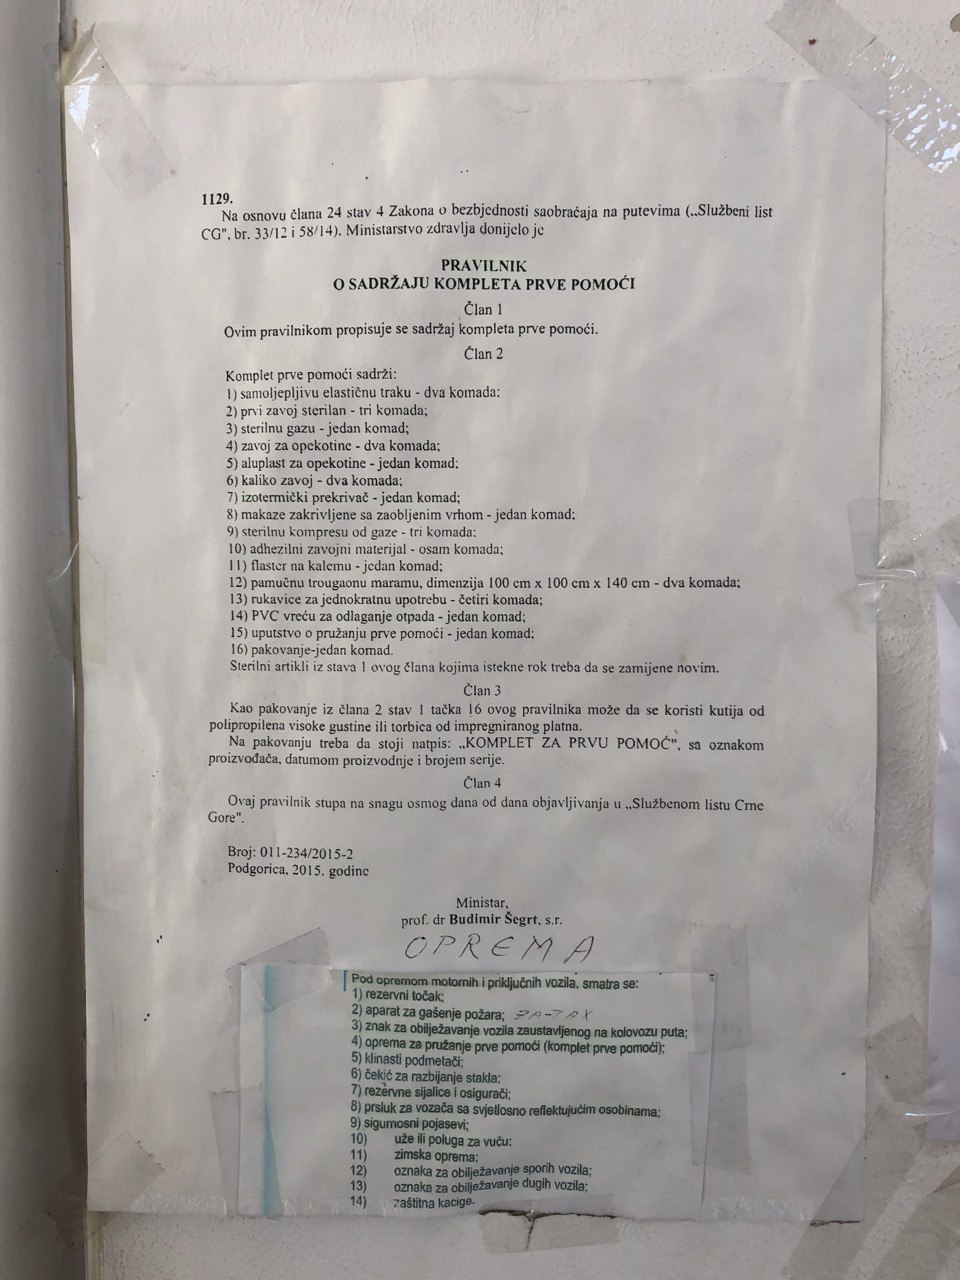 1129.
Na osnovu člana 24 stav 4 Zakona o bezbjednosti saobraćaja na putevima („Službeni list
CG", br. 33/12 i 58/14), Ministarstvo zdravlja donijelo je
PRAVILNIK
O SADRŽAJU KOMPLETA PRVE POMOĆI
Član 1
Ovim pravilnikom propisuje se sadržaj kompleta prve pomoći.
Član 2
Komplet prve pomoći sadrži:
1) samoljepljivu elastičnu traku - dva komada;
2) prvi zavoj sterilan - tri komada;
3) sterilnu gazu - jedan komad;
4) zavoj za opekotine - dva komada;
5) aluplast za opekotine - jedan komad;
6) kaliko zavoj - dva komada;
7) izotermički prekrivač - jedan komad;
8) makaze zakrivljene sa zaobljenim vrhom - jedan komad;
9) sterilnu kompresu od gaze - tri komada;
10) adhezilni zavojni materijal - osam komada;
11) flaster na kalemu - jedan komad;
12) pamučnu trougaonu maramu, dimenzija 100 cm x 100 cm x 140 cm - dva komada;
13) rukavice za jednokratnu upotrebu - četiri komada;
14) PVC vreću za odlaganje otpada - jedan komad;
15) uputstvo o pružanju prve pomoći - jedan komad;
16) pakovanje-jedan komad.
Sterilni artikli iz stava 1 ovog člana kojima istekne rok treba da se zamijene novim.
Član 3
Kao pakovanje iz člana 2 stav 1 tačka 16 ovog pravilnika može da se koristi kutija od
polipropilena visoke gustine ili torbica od impregniranog platna.
Na pakovanju treba da stoji natpis: „KOMPLET ZA PRVU POMOĆ", sa oznakom
proizvođača, datumom proizvodnje i brojem serije.
Član 4
Ovaj pravilnik stupa na snagu osmog dana od dana objavljivanja u „Službenom listu Crne
Gore".
Broj: 011-234/2015-2
Podgorica, 2015. godine
Ministar,
prof. dr Budimir Šegrt, s.r.
OPREMA
Pod opremom motornih i priključnih vozila, smatra se:
1) rezervni točak;
2) aparat za gašenje požara; ZA-TAX
3) znak za obilježavanje vozila zaustavljenog na kolovozu puta;
4) oprema za pružanje prve pomoći (komplet prve pomoći);
5) klinasti podmetači;
6) čekić za razbijanje stakla;
7) rezervne sijalice i osigurači;
8) prsluk za vozača sa svjetlosno reflektujućim osobinama;
9) sigurnosni pojasevi;
10) uže ili poluga za vuču;
11) zimska oprema;
12) oznaka za obilježavanje sporih vozila;
13) oznaka za obilježavanje dugih vozila;
14) zaštitna kacige.